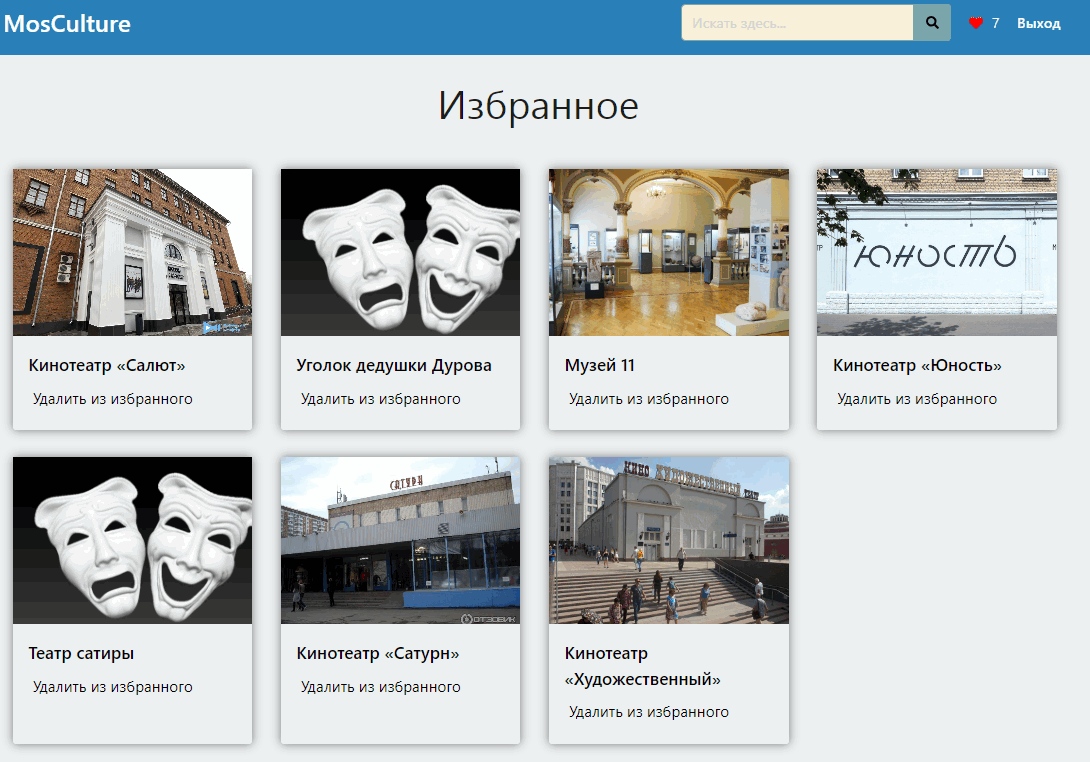 MosCulture
Искать здесь...
7
Выход
Избранное
ЮНОСТЬ
Кинотеатр «Салют»
Уголок дедушки Дурова
Музей 11
Кинотеатр «Юность»
Удалить из избранного
Удалить из избранного
Удалить из избранного
Удалить из избранного
САТУРН
КИНО ХУДОЖЕСТВЕННЫЙ ТЕАТР
ОТЗОВИК
Театр сатиры
Кинотеатр «Сатурн»
Кинотеатр
«Художественный»
Удалить из избранного
Удалить из избранного
Удалить из избранного